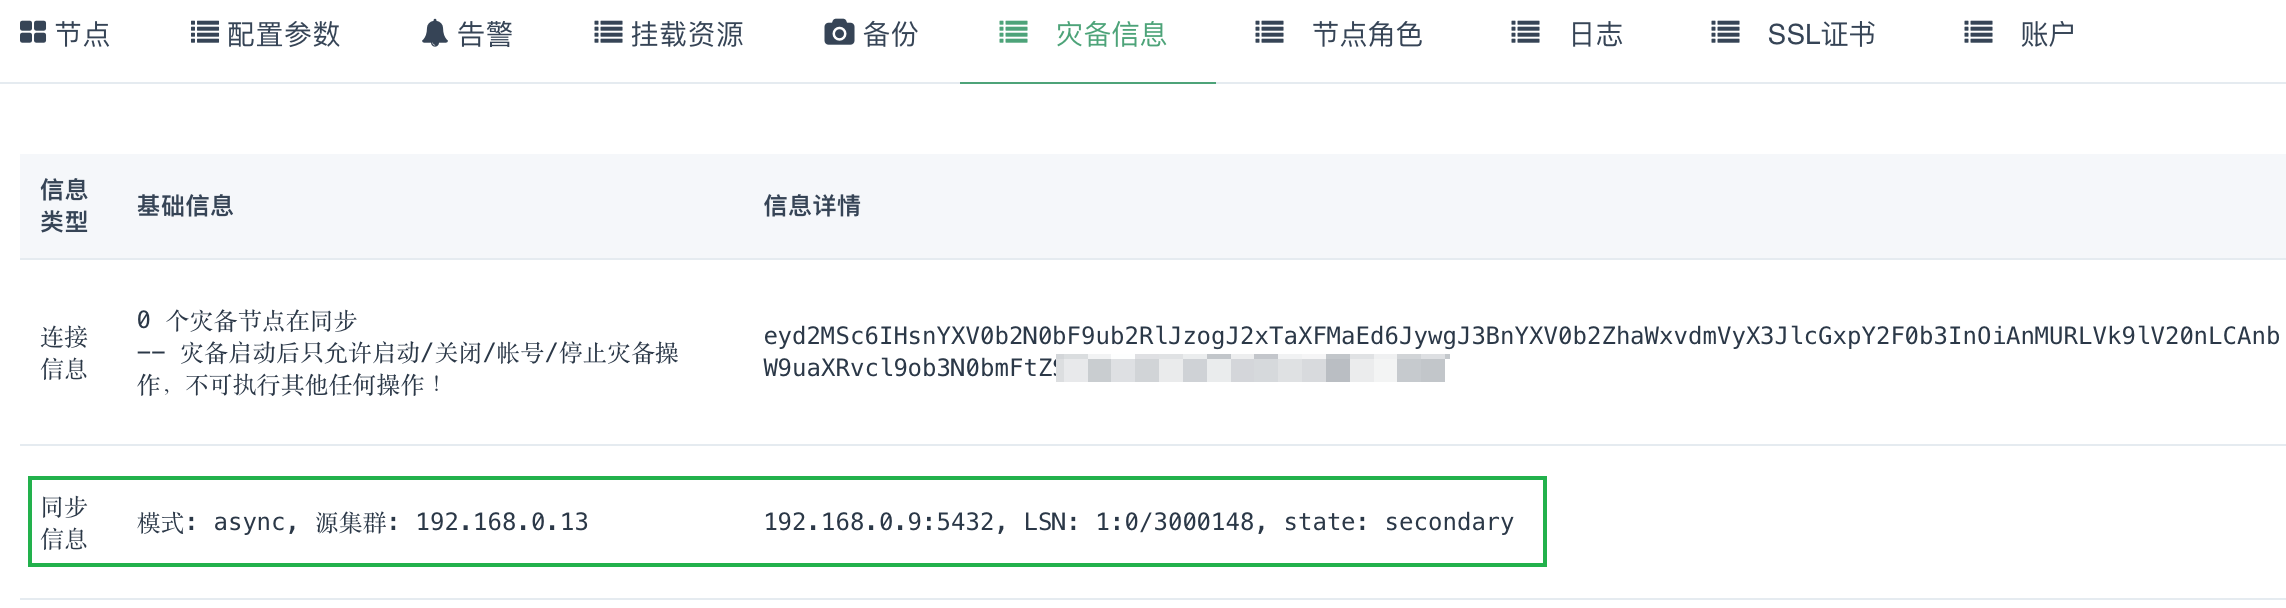 节点 配置参数 告警 挂载资源 备份 灾备信息 节点角色 日志 SSL证书 账户
信息
类型
基础信息
信息详情
连接
信息
0 个灾备节点在同步
-- 灾备启动后只允许启动/关闭/帐号/停止灾备操
作，不可执行其他任何操作！
eyd2MSc6IHsnYXV0b2N0bF9ub2RlJzogJ2xTaXFMaEd6JywgJ3BnYXV0b2ZhaWxvdmVyX3JlcGxpY2F0b3InOiAnMURLVk9lV20nLCAnb
W9uaXRvcl9ob3N0bmFtZ
同步
信息
模式: async, 源集群: 192.168.0.13
192.168.0.9:5432, LSN: 1:0/3000148, state: secondary